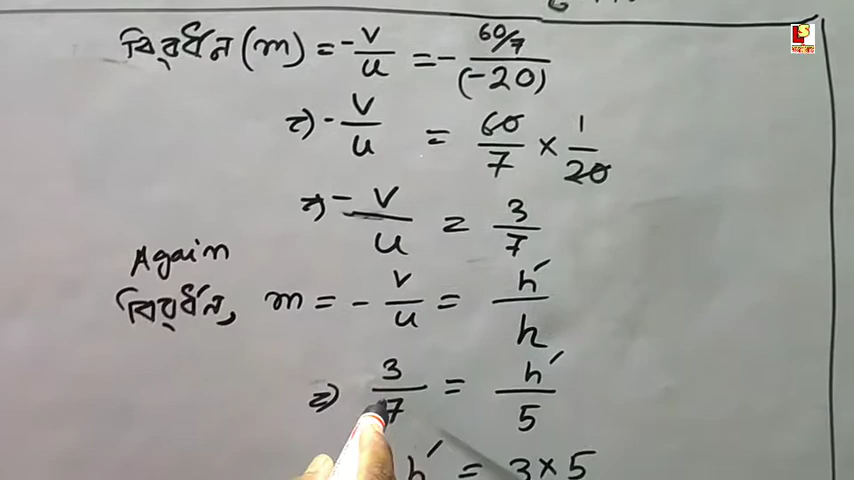 বিবর্ধন (m) = -v/u = - 60/7/(-20)
=) - v/u = 60/7 × 1/20
=) - v/u = 3/7
Again
বিবর্ধন, m = - v/u = h′/h
=) 3/7 = h′/5
h′ = 3×5
LS